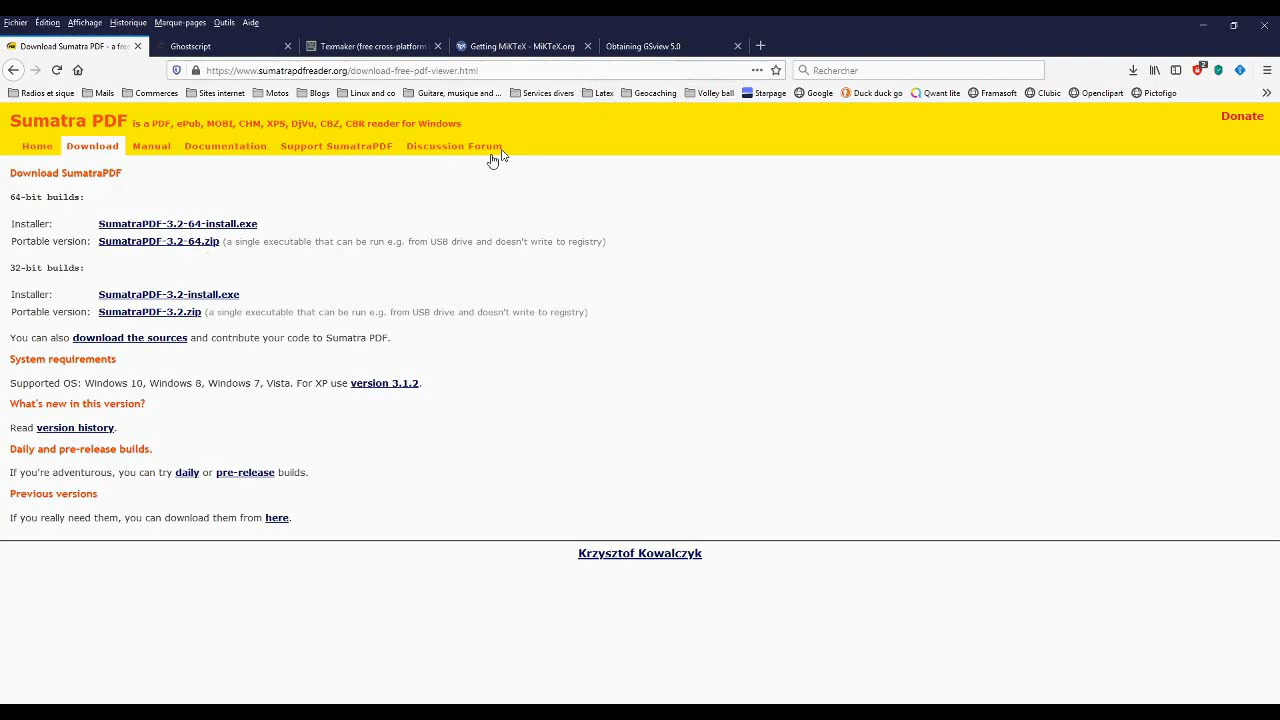 Fichier Édition Affichage Historique Marque-pages Outils Aide
Download Sumatra PDF - a free Ghostscript Texmaker (free cross-platform Getting MiKTeX - MiKTeX.org Obtaining GSview 5.0
https://www.sumatrapdfreader.org/download-free-pdf-viewer.html Rechercher 2
Radios et sique Mails Commerces Sites internet Motos Blogs Linux and co Guitare, musique and ... Services divers Latex Geocaching Volley ball Starpage Google Duck duck go Qwant lite Framasoft Clubic Openclipart Pictofigo
Sumatra PDF is a PDF, ePub, MOBI, CHM, XPS, DjVu, CBZ, CBR reader for Windows Donate
Home Download Manual Documentation Support SumatraPDF Discussion Forum
Download SumatraPDF
64-bit builds:
Installer: SumatraPDF-3.2-64-install.exe
Portable version: SumatraPDF-3.2-64.zip (a single executable that can be run e.g. from USB drive and doesn't write to registry)
32-bit builds:
Installer: SumatraPDF-3.2-install.exe
Portable version: SumatraPDF-3.2.zip (a single executable that can be run e.g. from USB drive and doesn't write to registry)
You can also download the sources and contribute your code to Sumatra PDF.
System requirements
Supported OS: Windows 10, Windows 8, Windows 7, Vista. For XP use version 3.1.2.
What's new in this version?
Read version history.
Daily and pre-release builds.
If you're adventurous, you can try daily or pre-release builds.
Previous versions
If you really need them, you can download them from here.
Krzysztof Kowalczyk